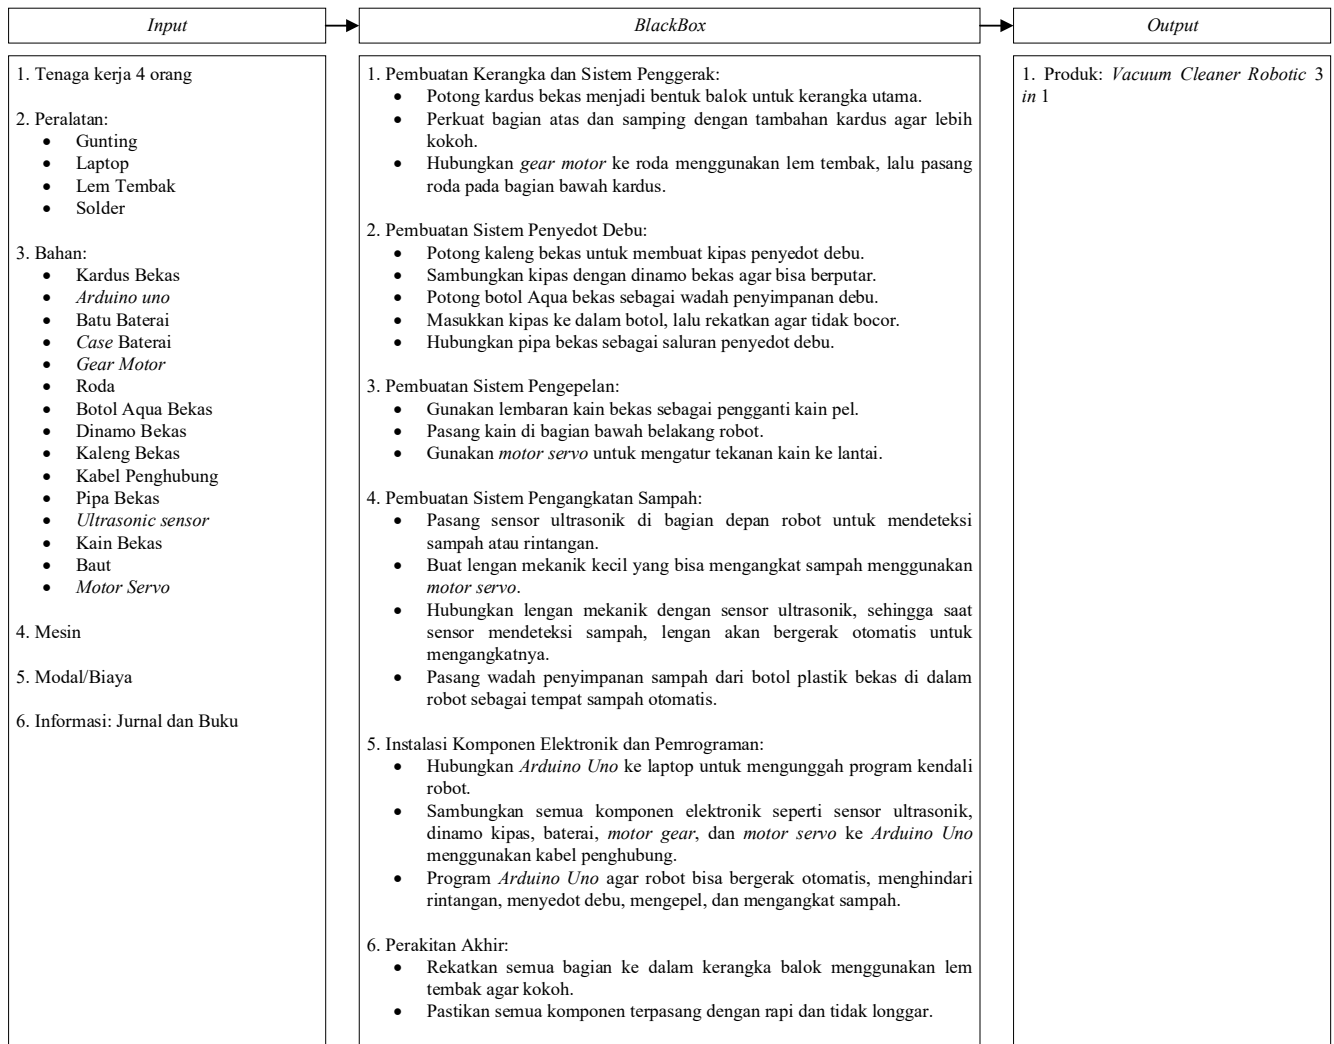 Input
BlackBox
Output
1. Tenaga kerja 4 orang
2. Peralatan:
• Gunting
• Laptop
• Lem Tembak
• Solder
3. Bahan:
• Kardus Bekas
• Arduino uno
• Batu Baterai
• Case Baterai
• Gear Motor
• Roda
• Botol Aqua Bekas
• Dinamo Bekas
• Kaleng Bekas
• Kabel Penghubung
• Pipa Bekas
• Ultrasonic sensor
• Kain Bekas
• Baut
• Motor Servo
4. Mesin
5. Modal/Biaya
6. Informasi: Jurnal dan Buku
1. Pembuatan Kerangka dan Sistem Penggerak:
• Potong kardus bekas menjadi bentuk balok untuk kerangka utama.
• Perkuat bagian atas dan samping dengan tambahan kardus agar lebih
kokoh.
• Hubungkan gear motor ke roda menggunakan lem tembak, lalu pasang
roda pada bagian bawah kardus.
2. Pembuatan Sistem Penyedot Debu:
• Potong kaleng bekas untuk membuat kipas penyedot debu.
• Sambungkan kipas dengan dinamo bekas agar bisa berputar.
• Potong botol Aqua bekas sebagai wadah penyimpanan debu.
• Masukkan kipas ke dalam botol, lalu rekatkan agar tidak bocor.
• Hubungkan pipa bekas sebagai saluran penyedot debu.
3. Pembuatan Sistem Pengepelan:
• Gunakan lembaran kain bekas sebagai pengganti kain pel.
• Pasang kain di bagian bawah belakang robot.
• Gunakan motor servo untuk mengatur tekanan kain ke lantai.
4. Pembuatan Sistem Pengangkatan Sampah:
• Pasang sensor ultrasonik di bagian depan robot untuk mendeteksi
sampah atau rintangan.
• Buat lengan mekanik kecil yang bisa mengangkat sampah menggunakan
motor servo.
• Hubungkan lengan mekanik dengan sensor ultrasonik, sehingga saat
sensor mendeteksi sampah, lengan akan bergerak otomatis untuk
mengangkatnya.
• Pasang wadah penyimpanan sampah dari botol plastik bekas di dalam
robot sebagai tempat sampah otomatis.
5. Instalasi Komponen Elektronik dan Pemrograman:
• Hubungkan Arduino Uno ke laptop untuk mengunggah program kendali
robot.
• Sambungkan semua komponen elektronik seperti sensor ultrasonik,
dinamo kipas, baterai, motor gear, dan motor servo ke Arduino Uno
menggunakan kabel penghubung.
• Program Arduino Uno agar robot bisa bergerak otomatis, menghindari
rintangan, menyedot debu, mengepel, dan mengangkat sampah.
6. Perakitan Akhir:
• Rekatkan semua bagian ke dalam kerangka balok menggunakan lem
tembak agar kokoh.
• Pastikan semua komponen terpasang dengan rapi dan tidak longgar.
1. Produk: Vacuum Cleaner Robotic 3
in 1